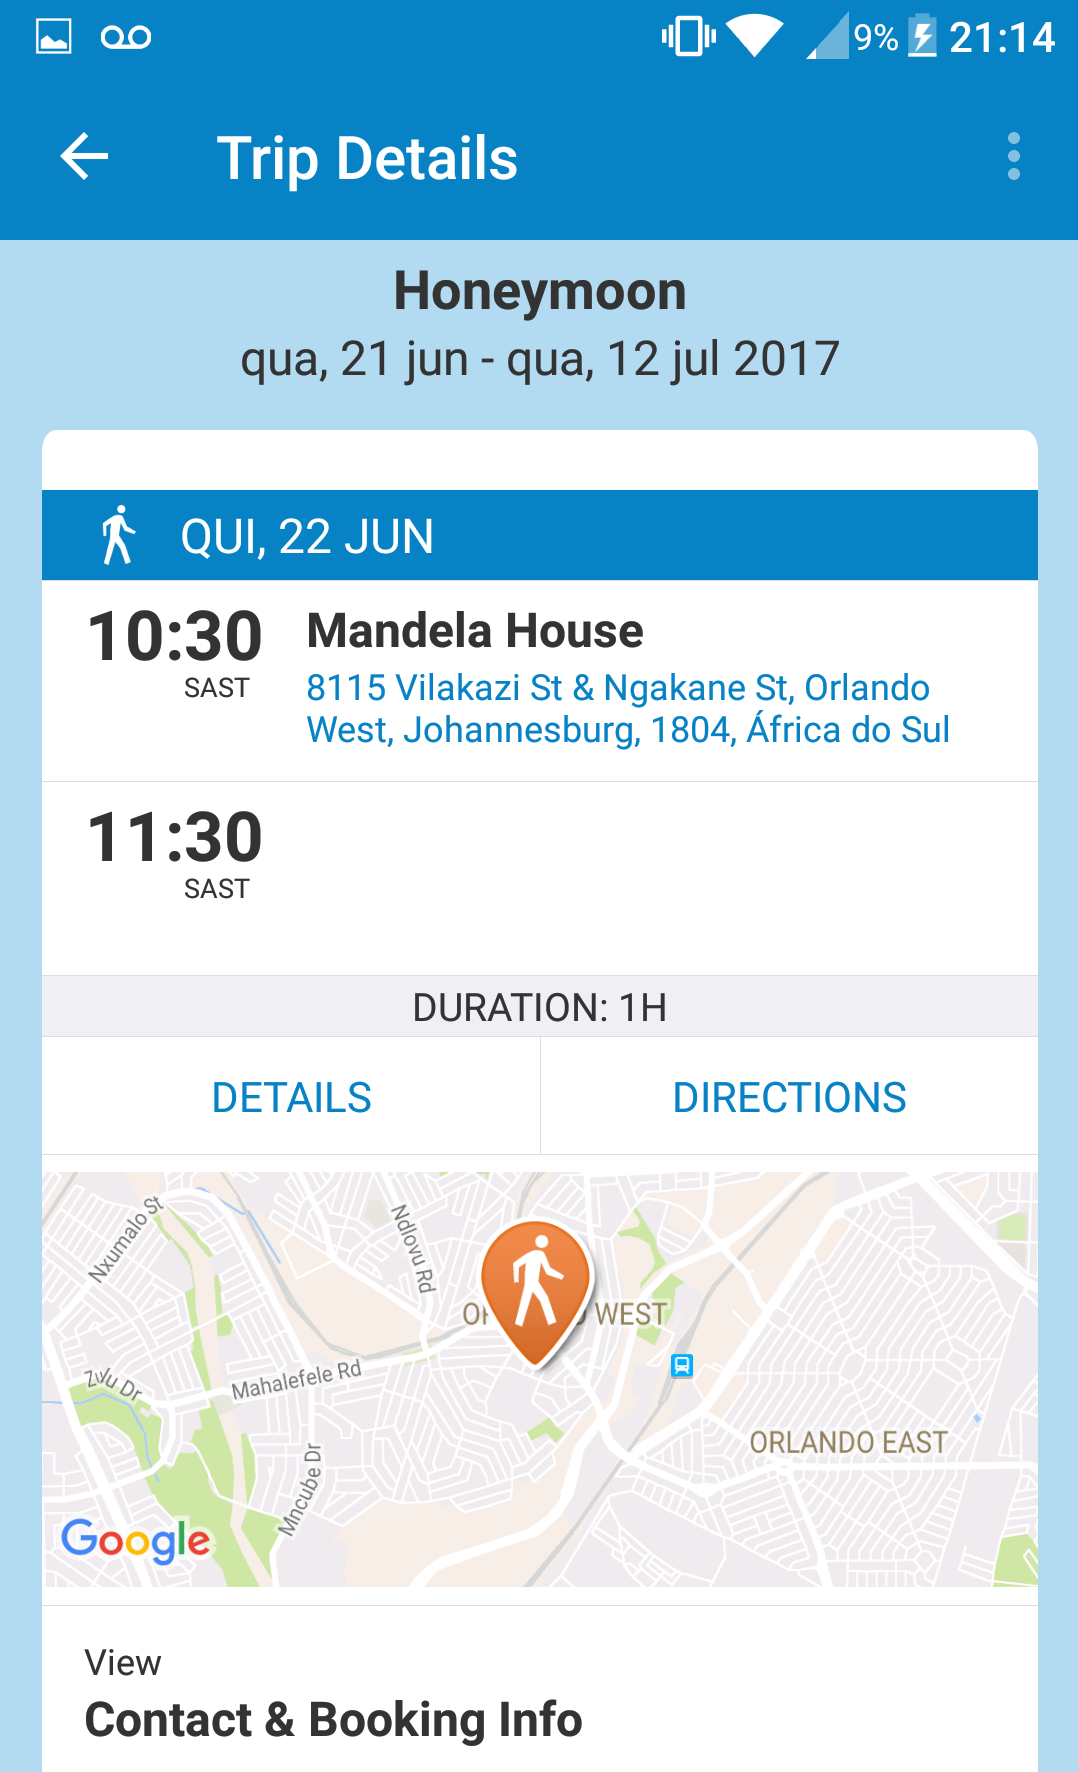 9% 21:14
Trip Details
Honeymoon
qua, 21 jun - qua, 12 jul 2017
QUI, 22 JUN
10:30
SAST
Mandela House
8115 Vilakazi St & Ngakane St, Orlando
West, Johannesburg, 1804, África do Sul
11:30
SAST
DURATION: 1H
DETAILS
DIRECTIONS
Nxumalo St
Ndlovu Rd
WEST
Zulu Dr
Mahalefele Rd
ORLANDO EAST
Mncube Dr
Google
View
Contact & Booking Info